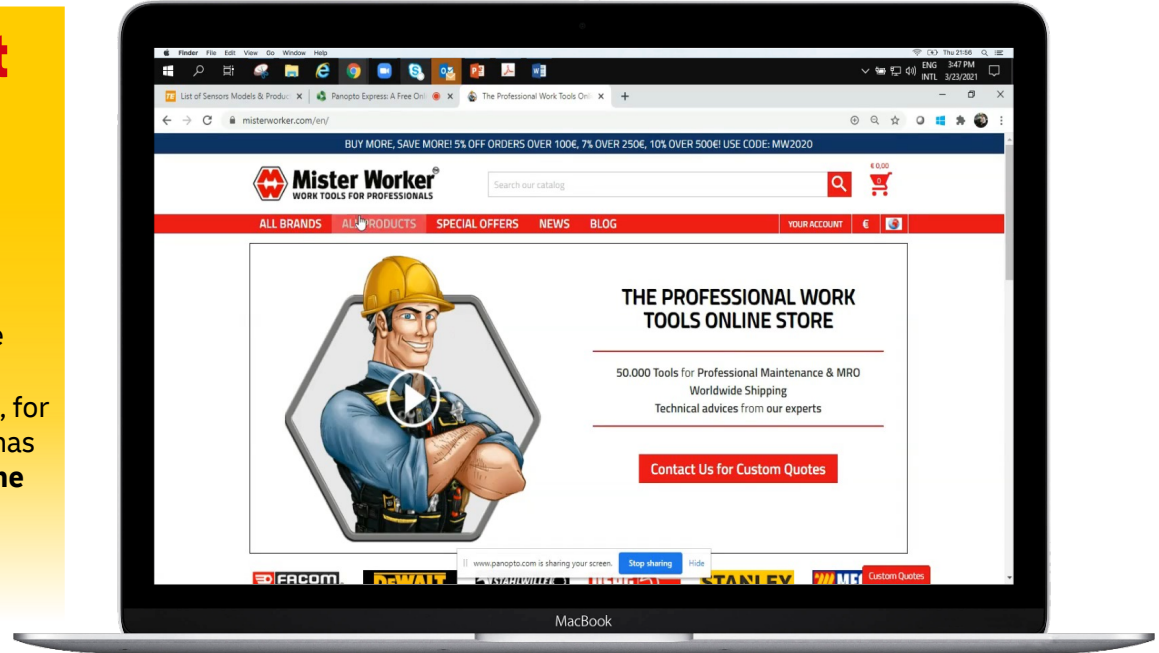 t
e
, for
has
ne
Finder File Edit View Go Window Help
Thu 21:56
ENG 3:47 PM
INTL 3/23/2021
List of Sensors Models & Produc
Panopto Express: A Free Onl
The Professional Work Tools Onli
misterworker.com/en/
BUY MORE, SAVE MORE! 5% OFF ORDERS OVER 100€, 7% OVER 250€, 10% OVER 500€! USE CODE: MW2020
Mister Worker®
WORK TOOLS FOR PROFESSIONALS
Search our catalog
€ 0,00
0
ALL BRANDS ALL PRODUCTS SPECIAL OFFERS NEWS BLOG YOUR ACCOUNT €
THE PROFESSIONAL WORK
TOOLS ONLINE STORE
50.000 Tools for Professional Maintenance & MRO
Worldwide Shipping
Technical advices from our experts
Contact Us for Custom Quotes
www.panopto.com is sharing your screen. Stop sharing Hide
FACOM DEWALT STAHLWILLE STANLEY
Custom Quotes
MacBook